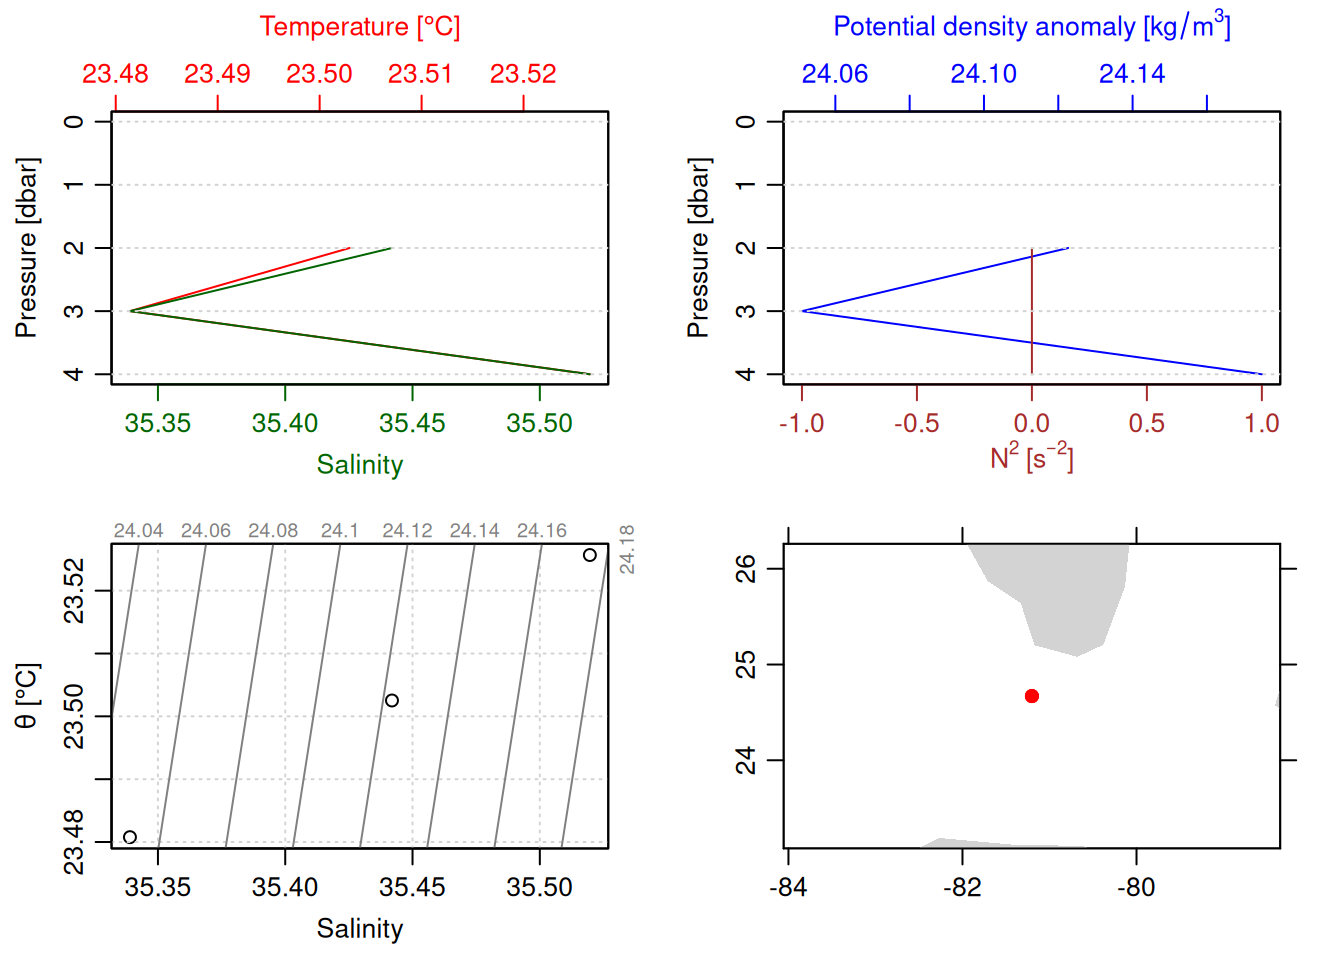 Temperature [°C]
23.48 23.49 23.50 23.51 23.52
Pressure [dbar]
0
1
2
3
4
35.35 35.40 35.45 35.50
Salinity
Potential density anomaly [kg/m³]
24.06 24.10 24.14
Pressure [dbar]
0
1
2
3
4
-1.0 -0.5 0.0 0.5 1.0
N² [s⁻²]
24.04 24.06 24.08 24.1 24.12 24.14 24.16 24.18
θ [°C]
23.52
23.50
23.48
35.35 35.40 35.45 35.50
Salinity
26
25
24
-84 -82 -80